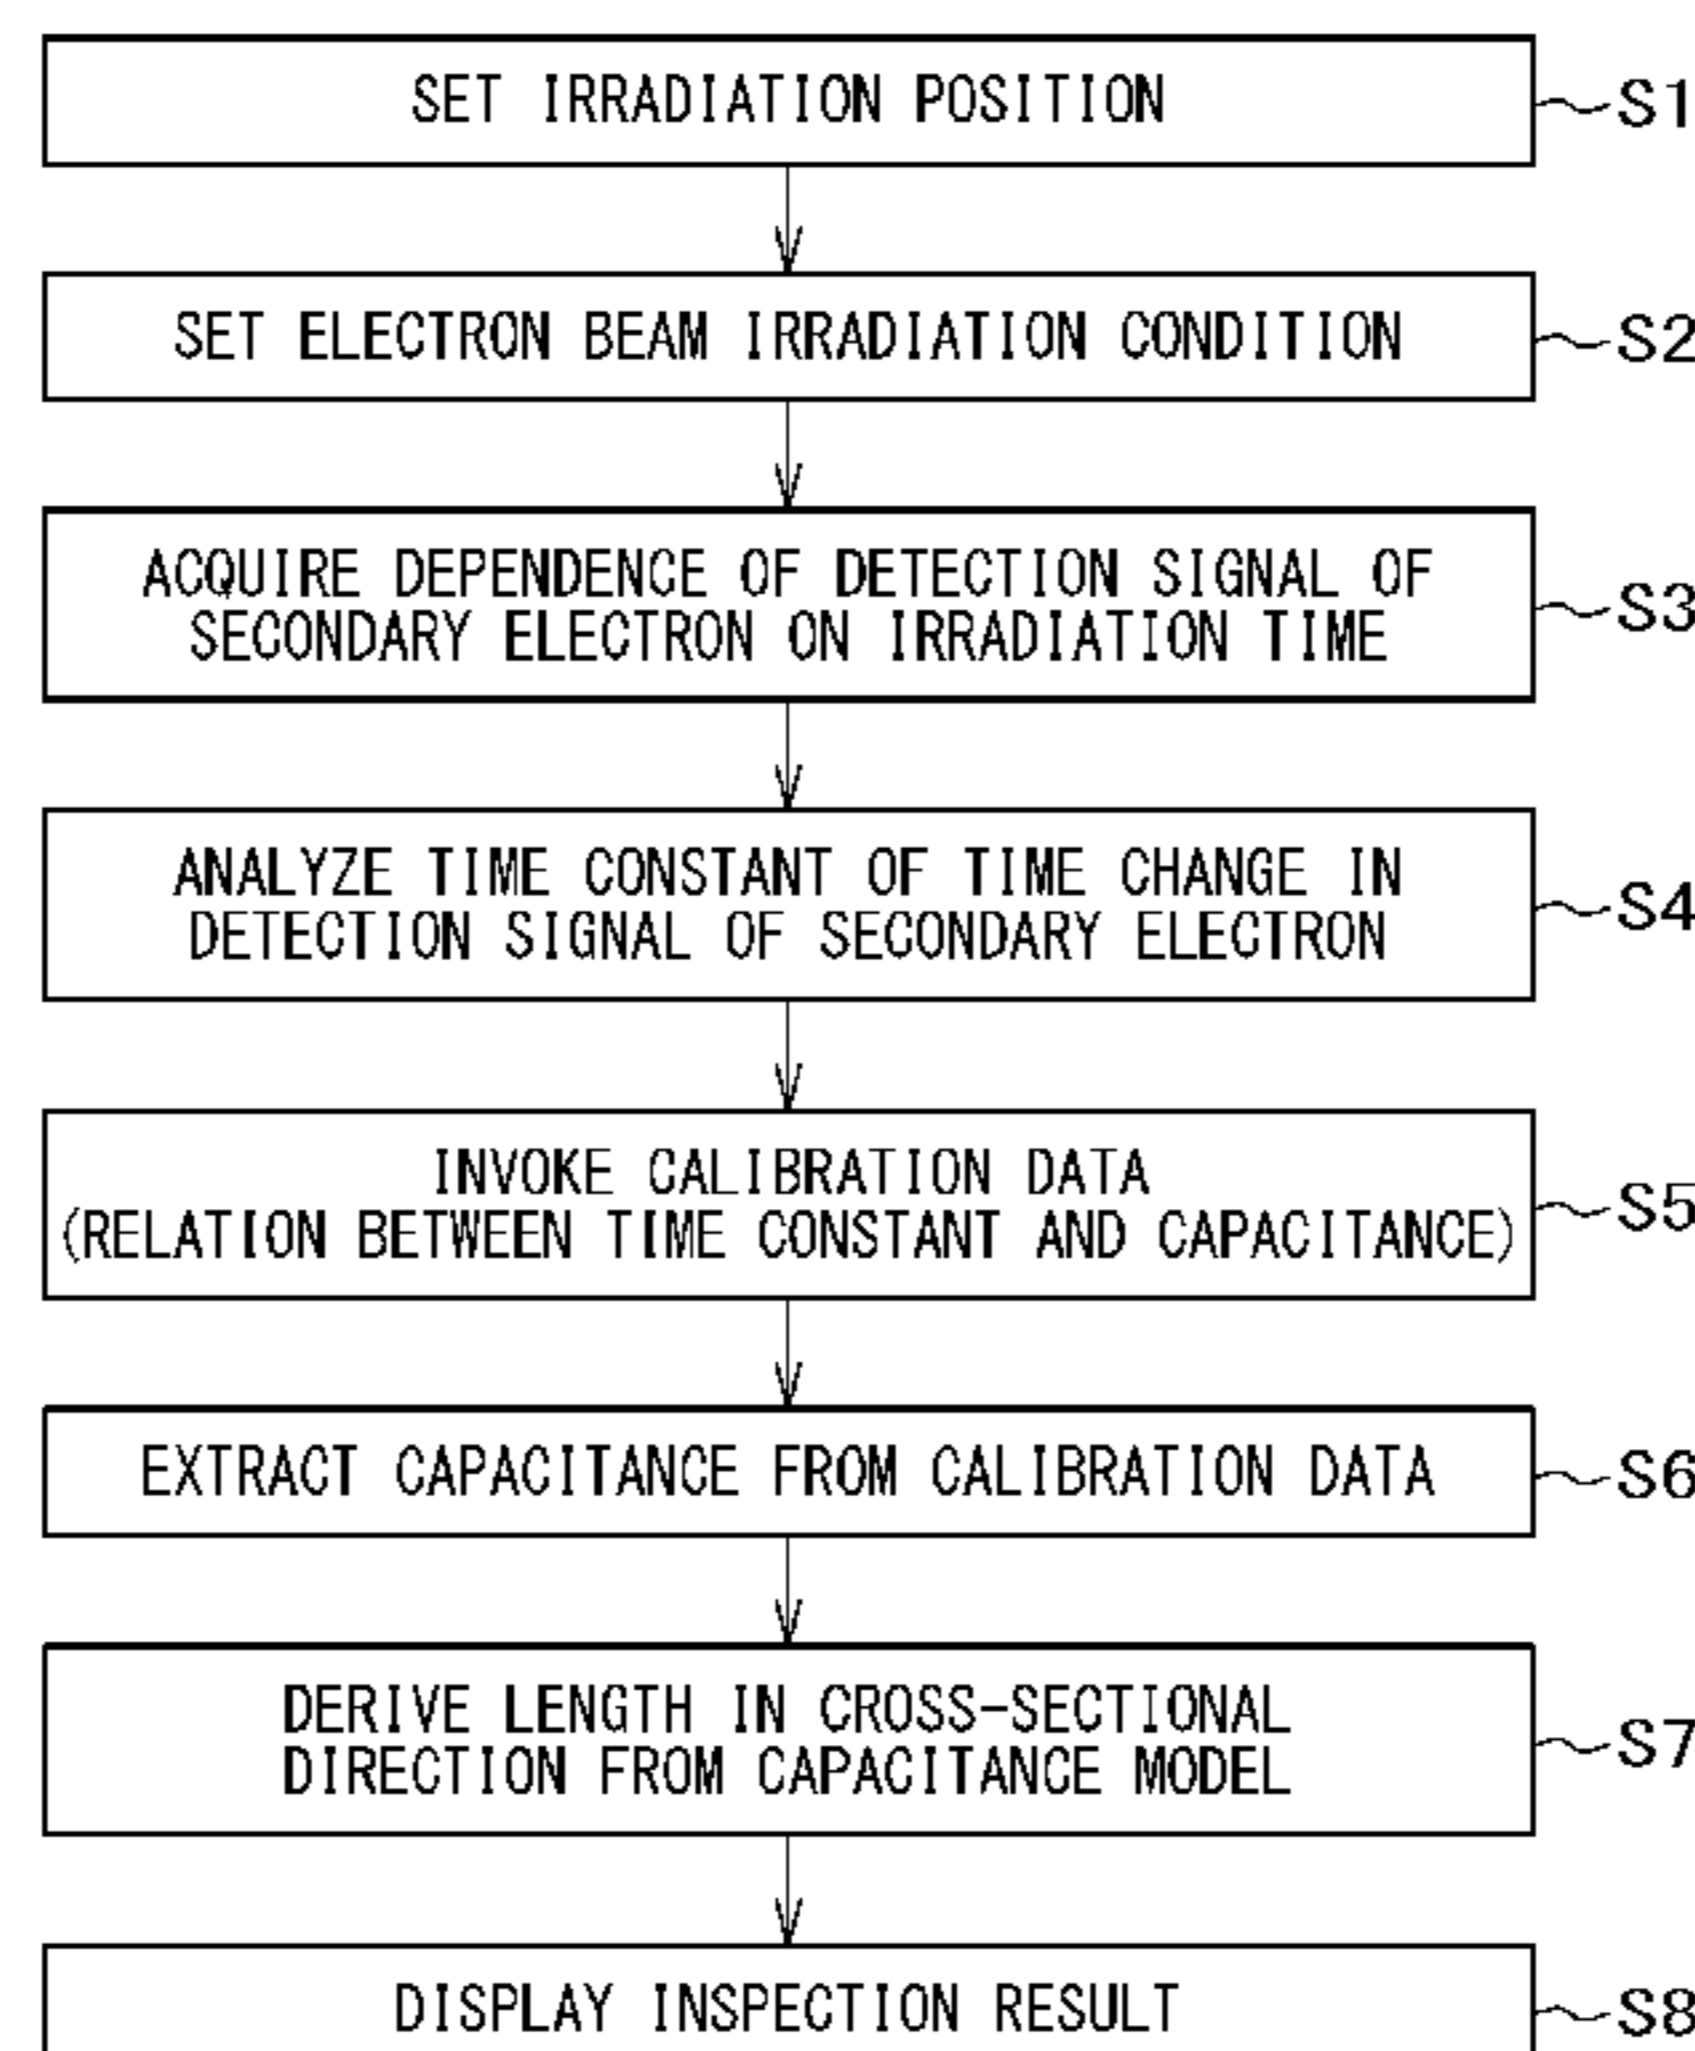 SET IRRADIATION POSITION
S1
SET ELECTRON BEAM IRRADIATION CONDITION
S2
ACQUIRE DEPENDENCE OF DETECTION SIGNAL OF
SECONDARY ELECTRON ON IRRADIATION TIME
S3
ANALYZE TIME CONSTANT OF TIME CHANGE IN
DETECTION SIGNAL OF SECONDARY ELECTRON
S4
INVOKE CALIBRATION DATA
(RELATION BETWEEN TIME CONSTANT AND CAPACITANCE)
S5
EXTRACT CAPACITANCE FROM CALIBRATION DATA
S6
DERIVE LENGTH IN CROSS-SECTIONAL
DIRECTION FROM CAPACITANCE MODEL
S7
DISPLAY INSPECTION RESULT
S8